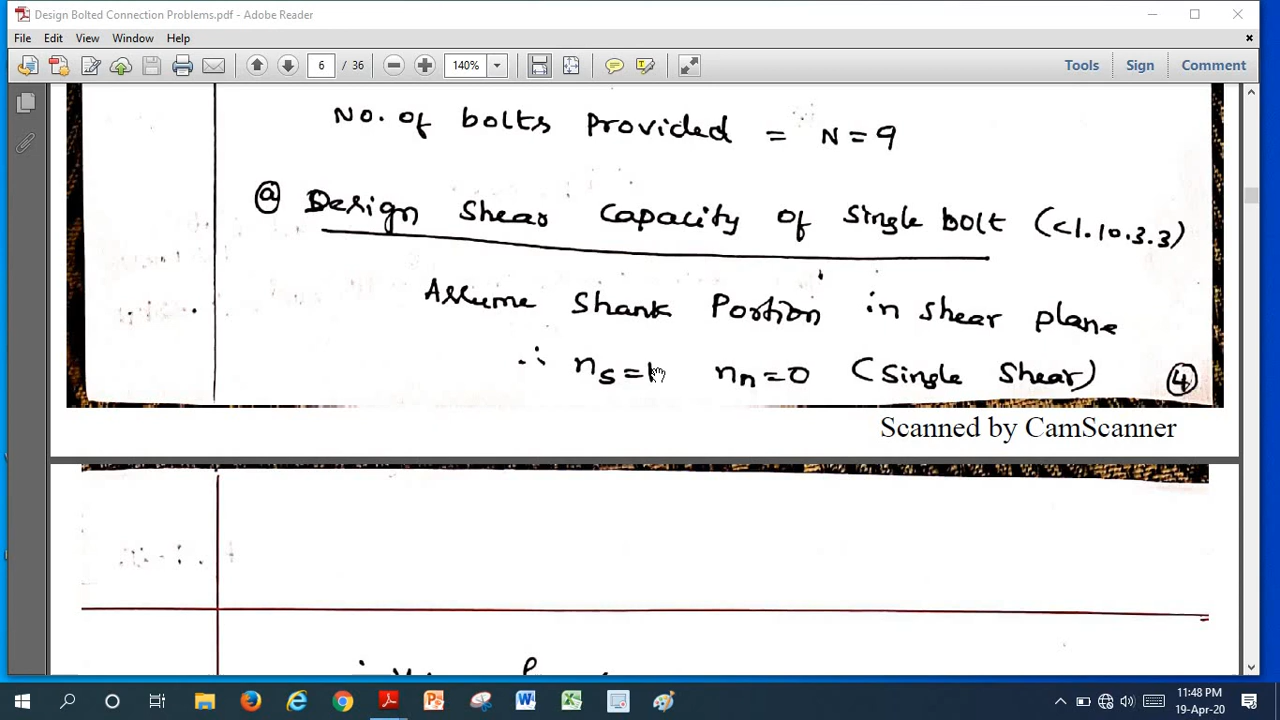 Design Bolted Connection Problems.pdf - Adobe Reader
File Edit View Window Help
6 / 36 140% Tools Sign Comment
No. of bolts Provided = N = 9
(a) Design Shear Capacity of Single bolt (cl.10.3.3)
Assume Shank Portion in shear plane
∴ ns = 1, nn = 0 (Single Shear) 4
Scanned by CamScanner
11:48 PM
19-Apr-20